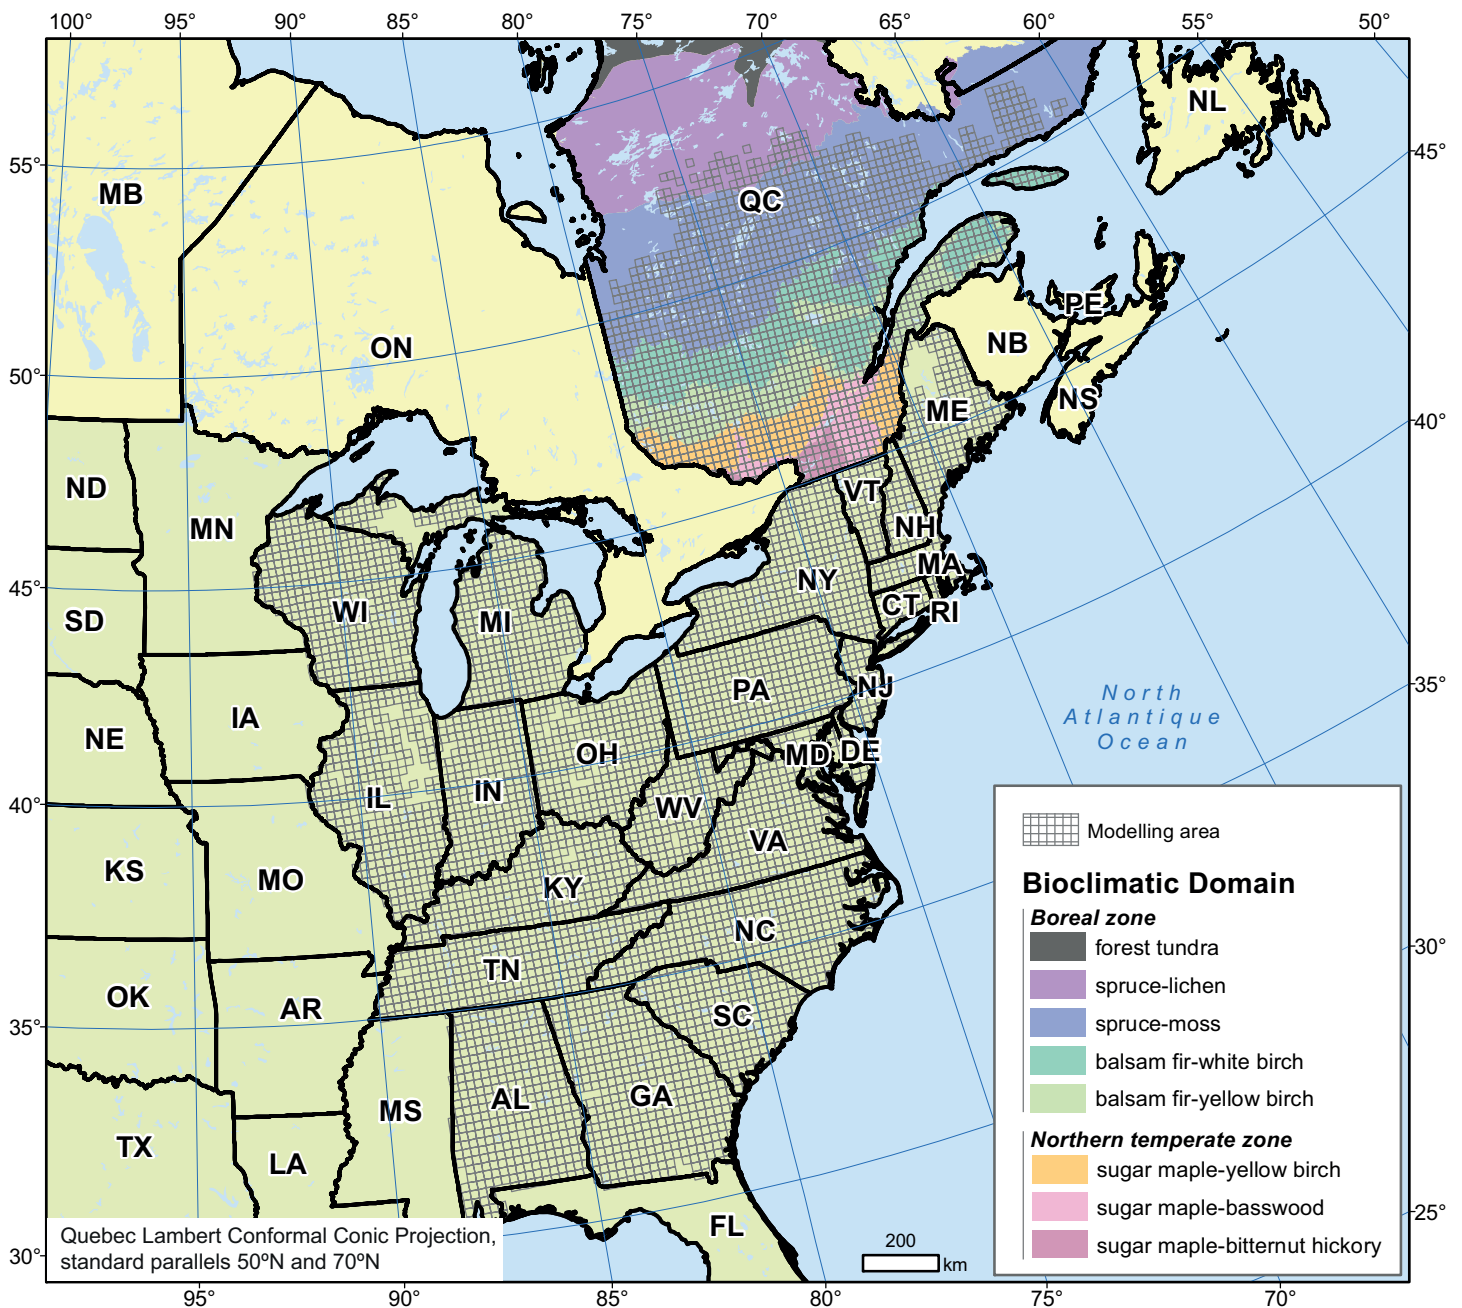 100° 95° 90° 85° 80° 75° 70° 65° 60° 55° 50°
NL
55° 45°
MB
QC
PE
ON
NB
50°
NS
ME
40°
ND
VT
MN
NH
MA
NY
45°
CT RI
WI
SD
MI
35°
PA
NJ
North
Atlantique
Ocean
IA
NE
OH
MD DE
IN
IL
40°
WV
VA
KS
MO
KY
NC
30°
TN
OK
AR
SC
35°
AL
GA
MS
TX
LA
25°
FL
30°
Modelling area
Bioclimatic Domain
Boreal zone
forest tundra
spruce-lichen
spruce-moss
balsam fir-white birch
balsam fir-yellow birch
Northern temperate zone
sugar maple-yellow birch
sugar maple-basswood
sugar maple-bitternut hickory
Quebec Lambert Conformal Conic Projection,
standard parallels 50ºN and 70ºN
200
km
95° 90° 85° 80° 75° 70°